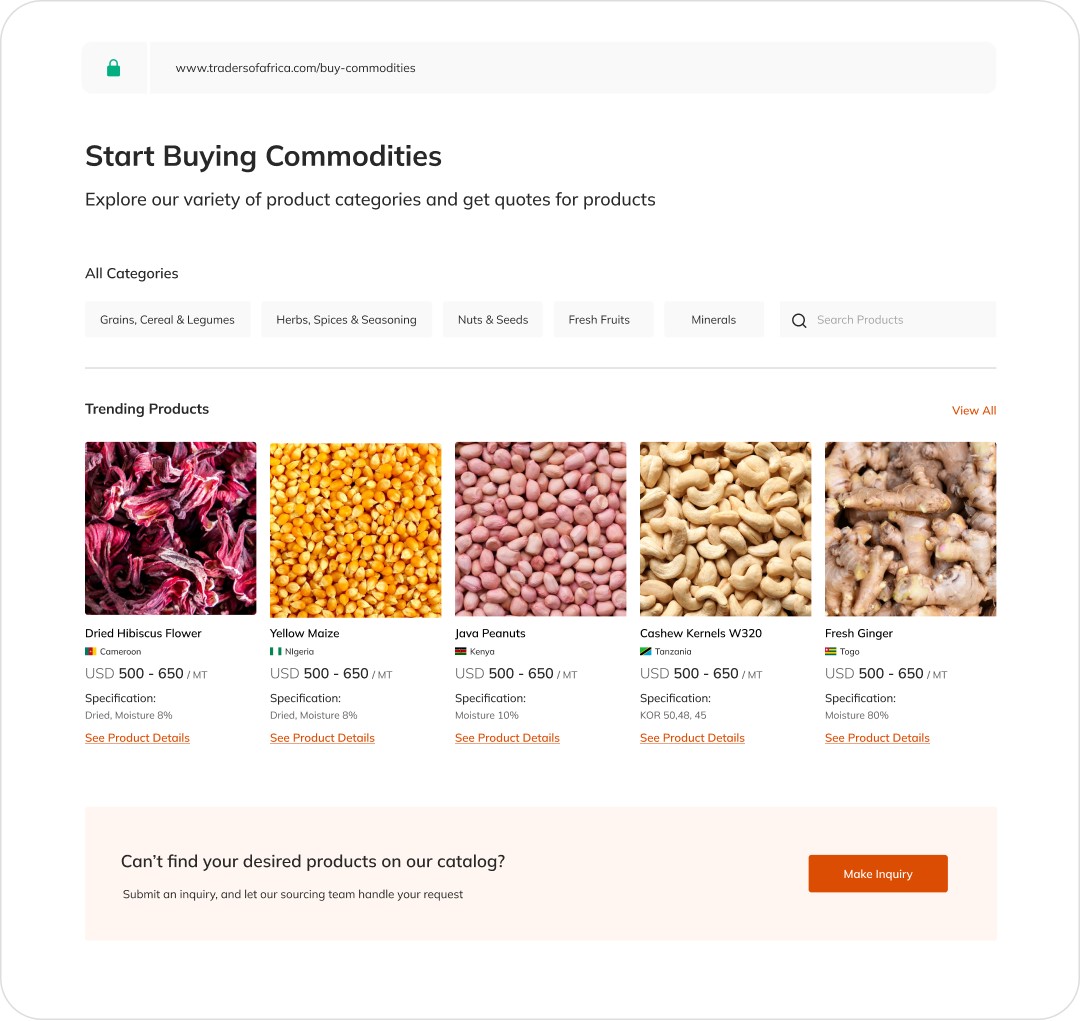 www.tradersofafrica.com/buy-commodities
Start Buying Commodities
Explore our variety of product categories and get quotes for products
All Categories
Grains, Cereal & Legumes
Herbs, Spices & Seasoning
Nuts & Seeds
Fresh Fruits
Minerals
Search Products
Trending Products
View All
Dried Hibiscus Flower
Cameroon
USD 500 - 650 / MT
Specification:
Dried, Moisture 8%
See Product Details
Yellow Maize
NIgeria
USD 500 - 650 / MT
Specification:
Dried, Moisture 8%
See Product Details
Java Peanuts
Kenya
USD 500 - 650 / MT
Specification:
Moisture 10%
See Product Details
Cashew Kernels W320
Tanzania
USD 500 - 650 / MT
Specification:
KOR 50,48, 45
See Product Details
Fresh Ginger
Togo
USD 500 - 650 / MT
Specification:
Moisture 80%
See Product Details
Can’t find your desired products on our catalog?
Submit an inquiry, and let our sourcing team handle your request
Make Inquiry